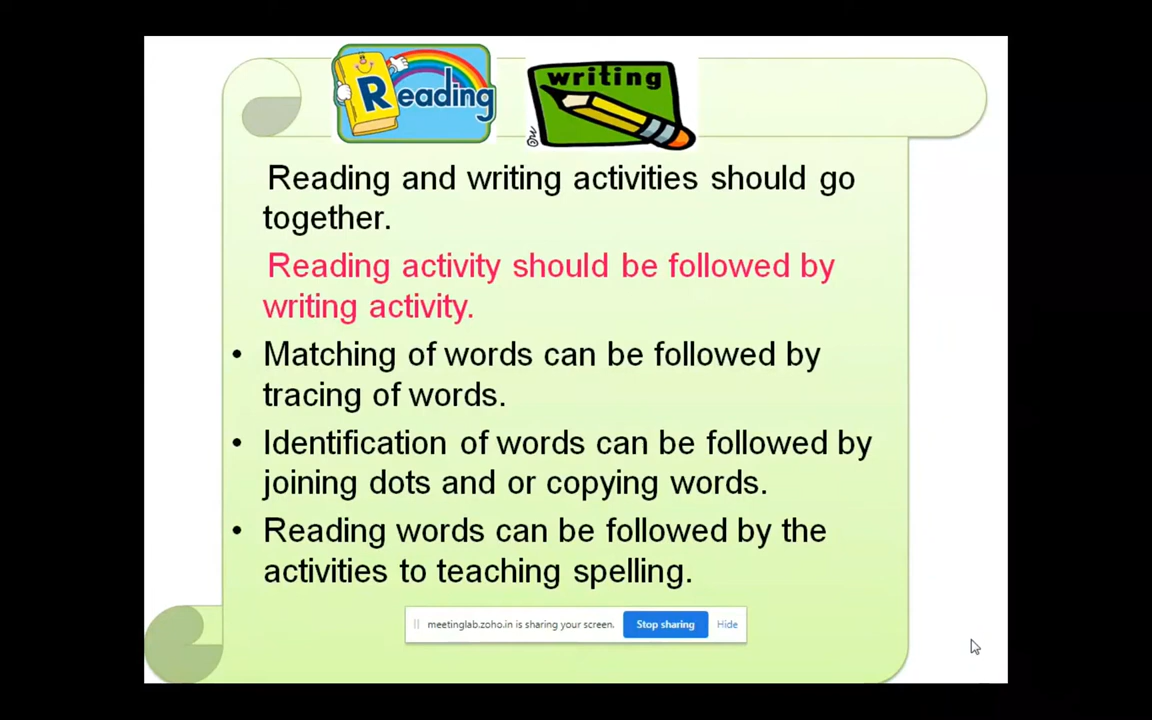 Reading
writing
Reading and writing activities should go
together.
Reading activity should be followed by
writing activity.
• Matching of words can be followed by
tracing of words.
• Identification of words can be followed by
joining dots and or copying words.
• Reading words can be followed by the
activities to teaching spelling.
meetinglab.zoho.in is sharing your screen. Stop sharing Hide